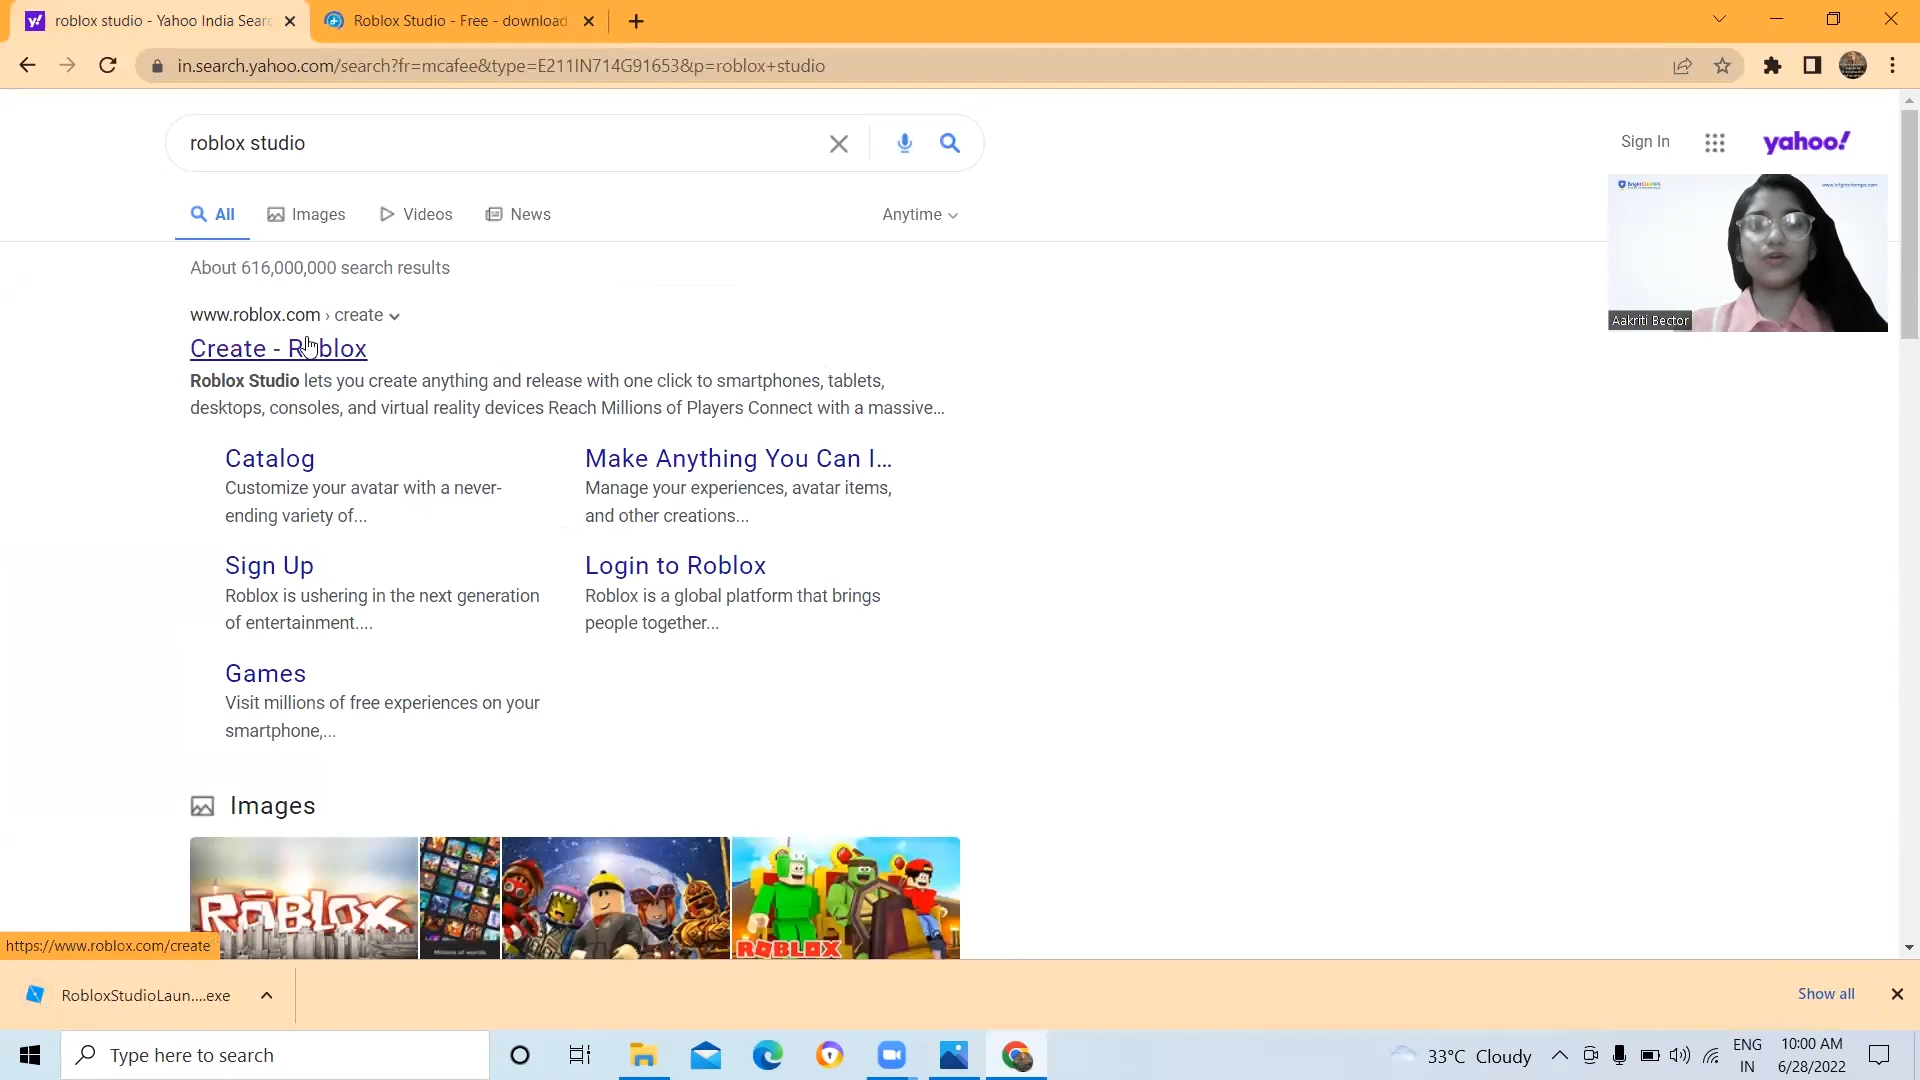 roblox studio - Yahoo India Searc
Roblox Studio - Free - download
in.search.yahoo.com/search?fr=mcafee&type=E211IN714G91653&p=roblox+studio
roblox studio
Sign In
yahoo!
All
Images
Videos
News
Anytime
BrightCHAMPS
www.brightchamps.com
Aakriti Bector
About 616,000,000 search results
www.roblox.com › create
Create - Roblox
Roblox Studio lets you create anything and release with one click to smartphones, tablets,
desktops, consoles, and virtual reality devices Reach Millions of Players Connect with a massive...
Catalog
Customize your avatar with a never-
ending variety of...
Make Anything You Can I...
Manage your experiences, avatar items,
and other creations...
Sign Up
Roblox is ushering in the next generation
of entertainment....
Login to Roblox
Roblox is a global platform that brings
people together...
Games
Visit millions of free experiences on your
smartphone,...
Images
ROBLOX
Millions of worlds
ROBLOX
https://www.roblox.com/create
RobloxStudioLaun....exe
Show all
Type here to search
33°C Cloudy
ENG
IN
10:00 AM
6/28/2022